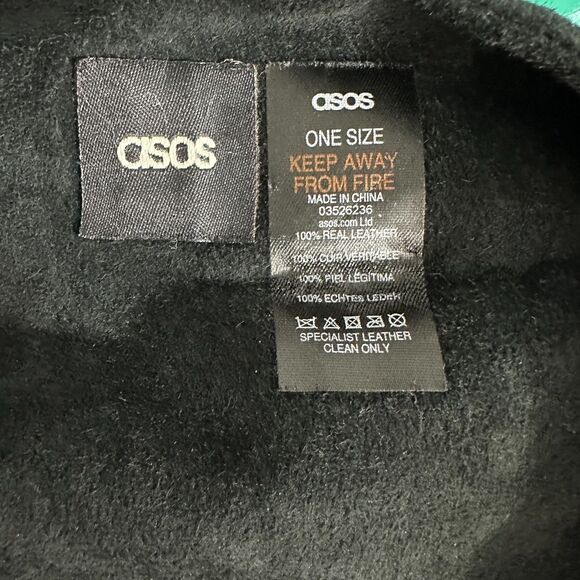 asos
asos
ONE SIZE
KEEP AWAY
FROM FIRE
MADE IN CHINA
03526236
asos.com Ltd
100% REAL LEATHER
100% CUIR VERITABLE
100% PIEL LEGÍTIMA
100% ECHTES LEDER
SPECIALIST LEATHER
CLEAN ONLY